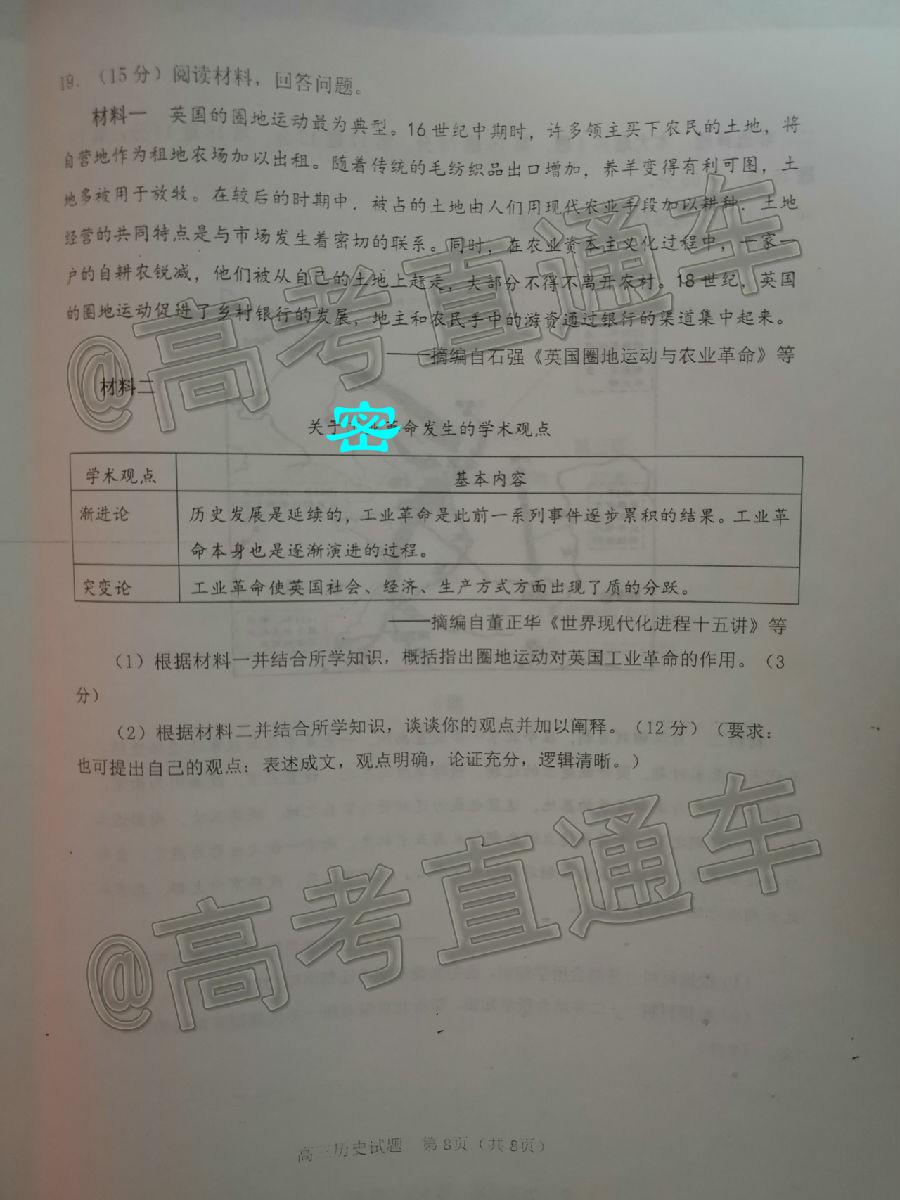 19. （15分）阅读材料，回答问题。
材料一　英国的圈地运动最为典型。16世纪中期时，许多领主买下农民的土地，将
自营地作为租地农场加以出租。随着传统的毛纺织品出口增加，养羊变得有利可图，土
地多被用于放牧。在较后的时期中，被占的土地由人们用现代农业手段加以耕种，土地
经营的共同特点是与市场发生着密切的联系。同时，在农业资本主义化过程中，一家一
户的自耕农锐减，他们被从自己的土地上赶走，大部分不得不离开农村。18世纪，英国
的圈地运动促进了乡村银行的发展，地主和农民手中的游资通过银行的渠道集中起来。
——摘编自石强《英国圈地运动与农业革命》等
材料二
关于 密 革命发生的学术观点
学术观点　基本内容
渐进论　历史发展是延续的，工业革命是此前一系列事件逐步累积的结果。工业革
命本身也是逐渐演进的过程。
突变论　工业革命使英国社会、经济、生产方式方面出现了质的分跃。
——摘编自董正华《世界现代化进程十五讲》等
（1）根据材料一并结合所学知识，概括指出圈地运动对英国工业革命的作用。（3
分）
（2）根据材料二并结合所学知识，谈谈你的观点并加以阐释。（12分）（要求：
也可提出自己的观点；表述成文，观点明确，论证充分，逻辑清晰。）
高三历史试题　第8页（共8页）
@高考直通车
@高考直通车